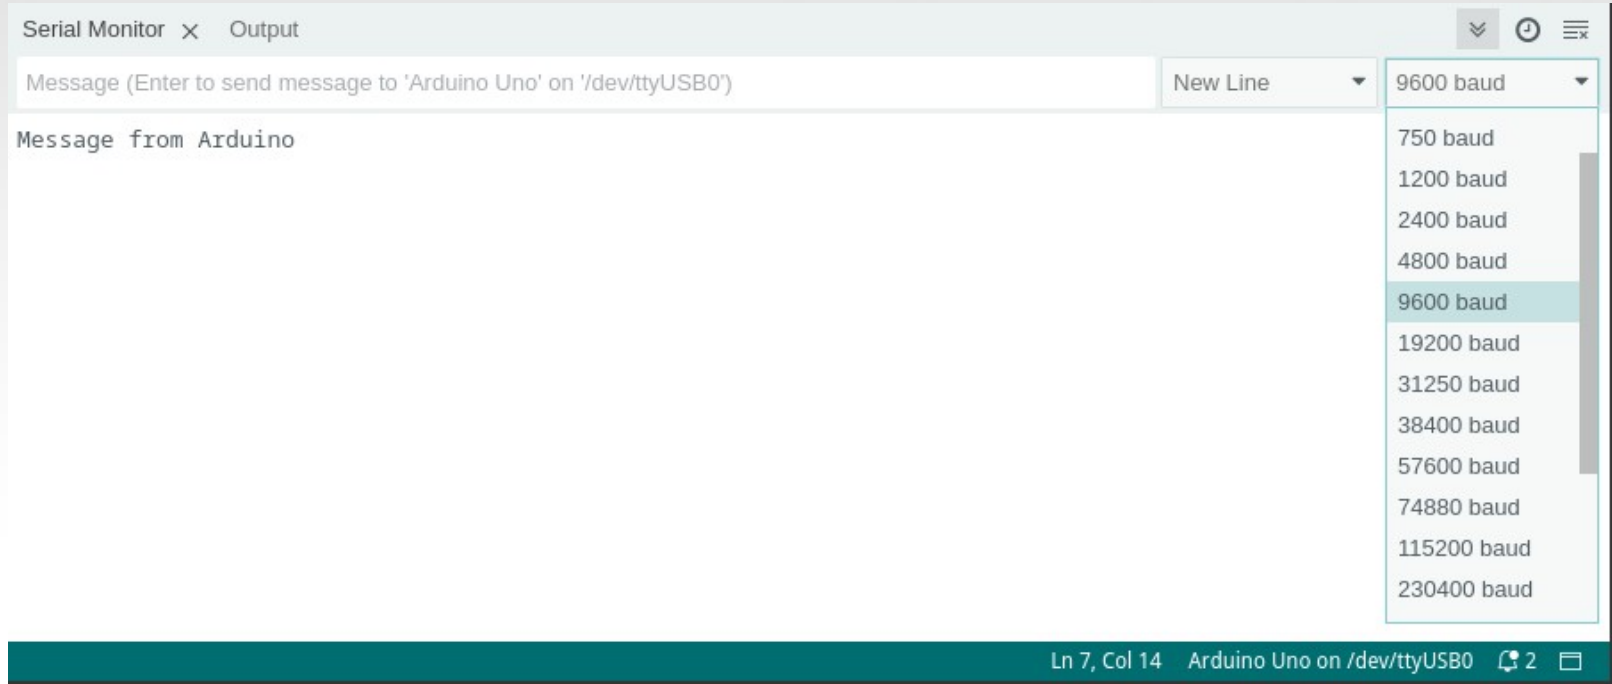 Serial Monitor Output
Message (Enter to send message to 'Arduino Uno' on '/dev/ttyUSB0') New Line 9600 baud
Message from Arduino
750 baud
1200 baud
2400 baud
4800 baud
9600 baud
19200 baud
31250 baud
38400 baud
57600 baud
74880 baud
115200 baud
230400 baud
Ln 7, Col 14 Arduino Uno on /dev/ttyUSB0 2